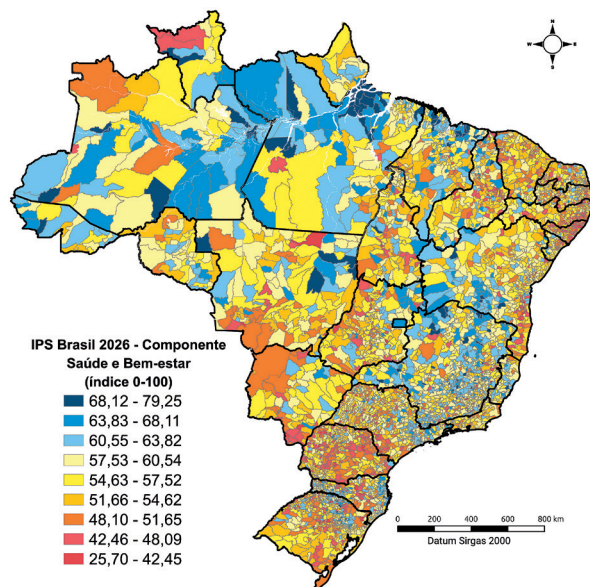 N
W
E
S
IPS Brasil 2026 - Componente
Saúde e Bem-estar
(índice 0-100)
68,12 - 79,25
63,83 - 68,11
60,55 - 63,82
57,53 - 60,54
54,63 - 57,52
51,66 - 54,62
48,10 - 51,65
42,46 - 48,09
25,70 - 42,45
0 200 400 600 800 km
Datum Sirgas 2000